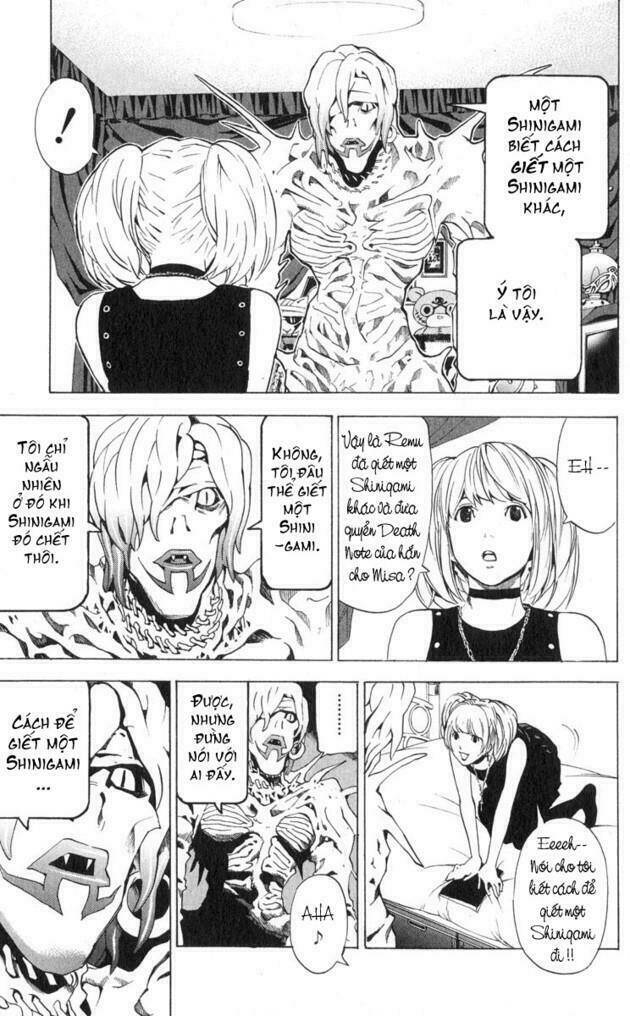 MỘT
SHINIGAMI
BIẾT CÁCH
GIẾT MỘT
SHINIGAMI
KHÁC,
Ý TÔI
LÀ VẬY.
!
EH--
Vậy là Remu
đã giết một
Shinigami
khác và đưa
quyển Death
Note của hắn
cho Misa?
KHÔNG,
TÔI ĐÂU
THỂ GIẾT
MỘT
SHINI
-GAMI.
TÔI CHỈ
NGẪU
NHIÊN
Ở ĐÓ KHI
SHINIGAMI
ĐÓ CHẾT
THÔI.
Eeeeh--
Nói cho tôi
biết cách để
giết một
Shinigami
đi!!
........
ĐƯỢC,
NHƯNG
ĐỪNG
NÓI VỚI
AI ĐẤY.
AHA
♪
CÁCH ĐỂ
GIẾT MỘT
SHINIGAMI
...